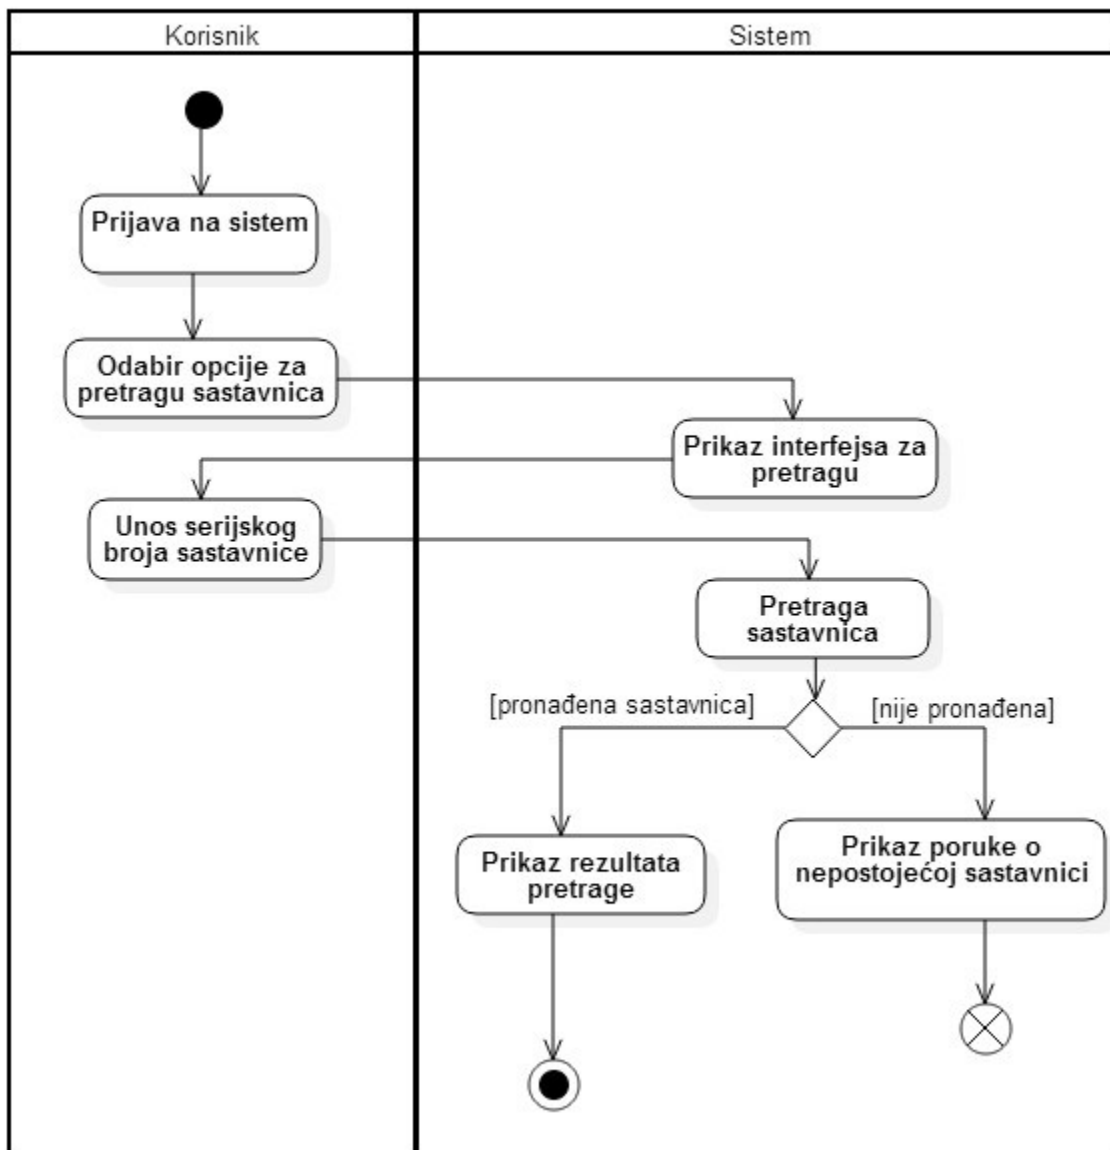 Korisnik
Sistem
Prijava na sistem
Odabir opcije za
pretragu sastavnica
Prikaz interfejsa za
pretragu
Unos serijskog
broja sastavnice
Pretraga
sastavnica
[pronađena sastavnica]
[nije pronađena]
Prikaz rezultata
pretrage
Prikaz poruke o
nepostojećoj sastavnici